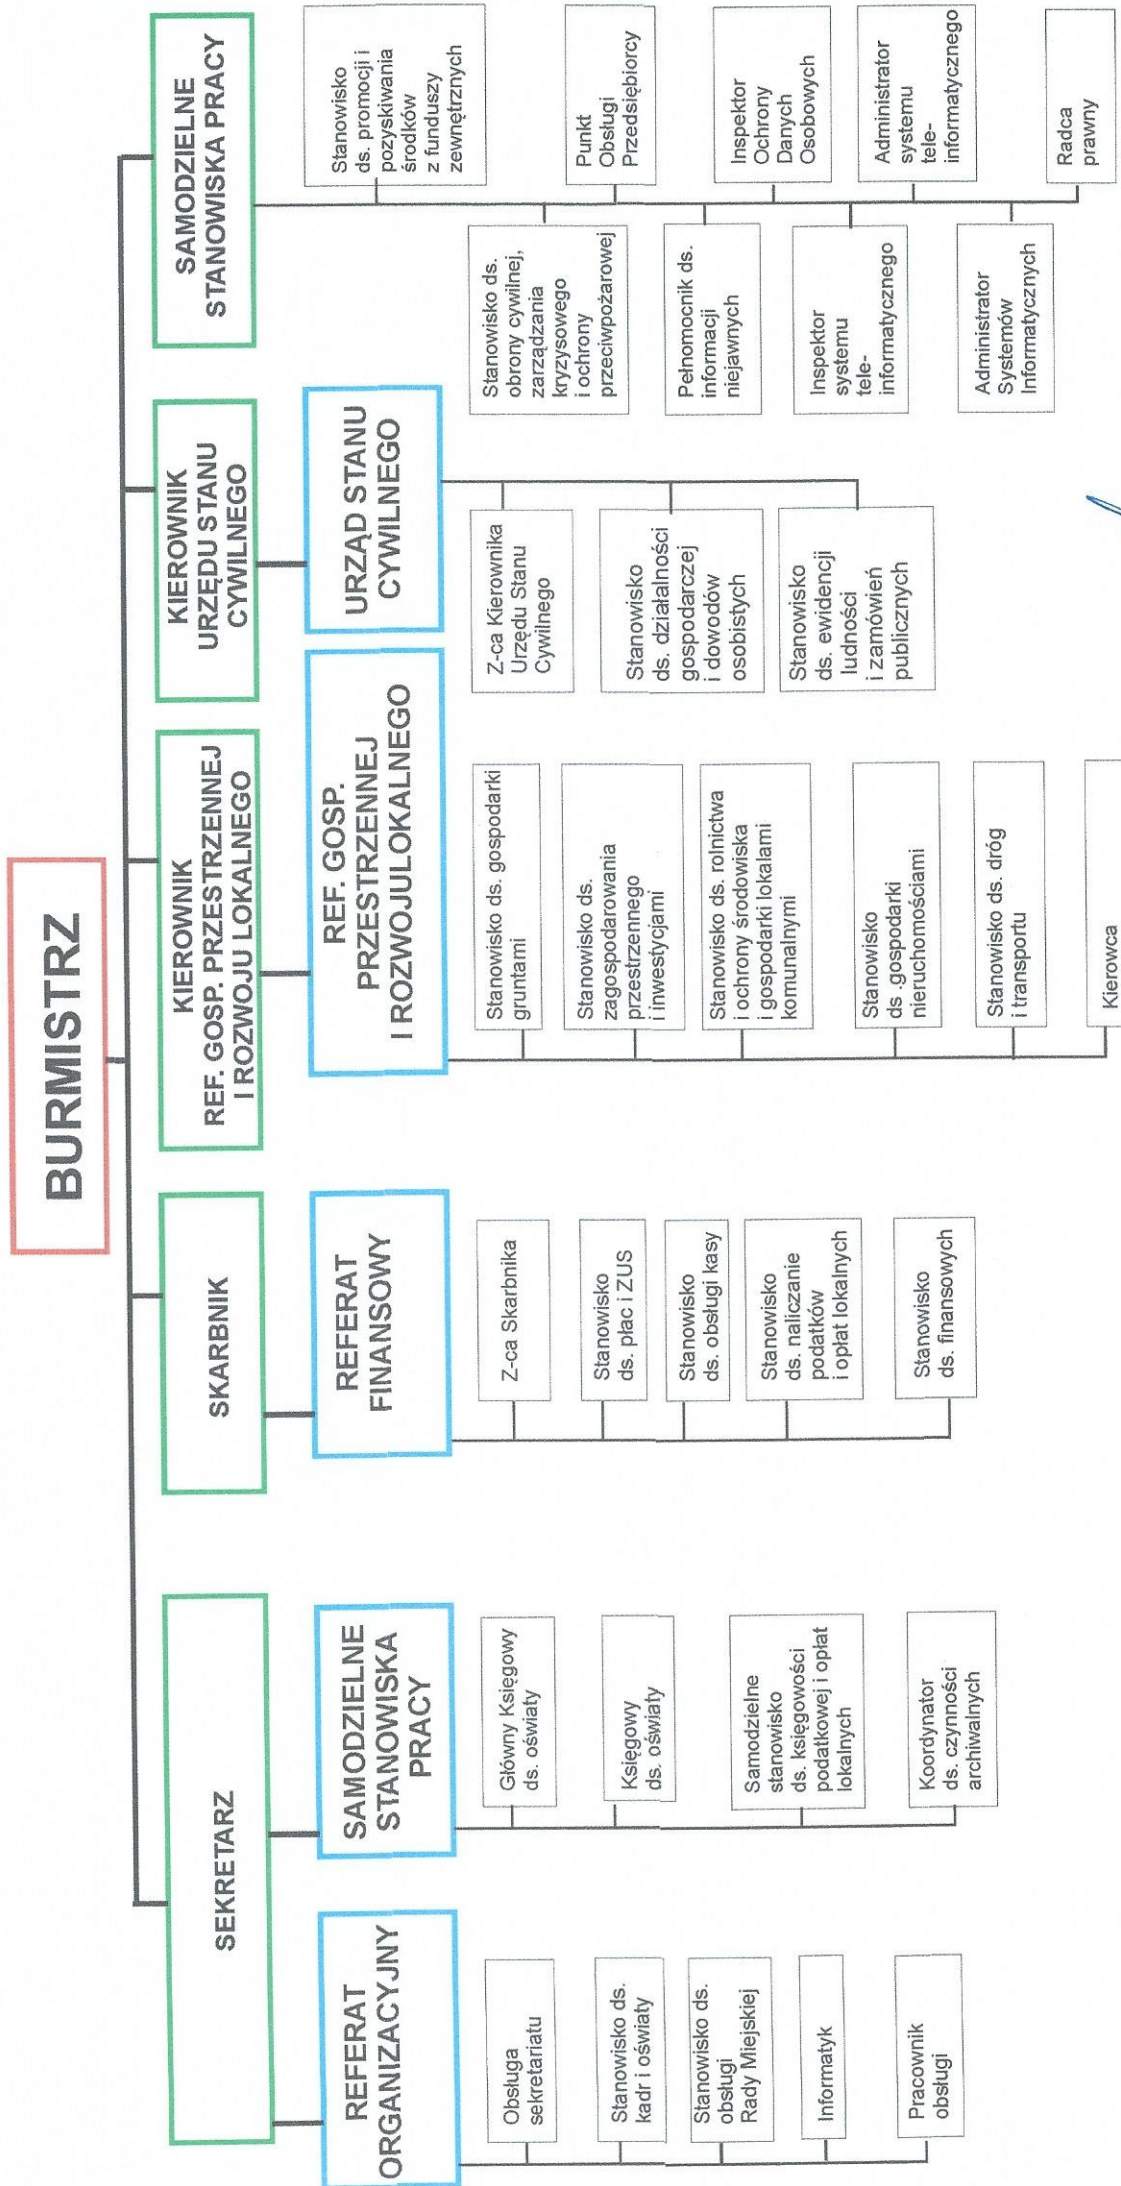 BURMISTRZ
SEKRETARZ
SKARBNIK
KIEROWNIK
REF. GOSP. PRZESTRZENNEJ
I ROZWOJU LOKALNEGO
KIEROWNIK
URZĘDU STANU
CYWILNEGO
SAMODZIELNE
STANOWISKA PRACY
REFERAT
ORGANIZACYJNY
Obsługa
sekretariatu
Stanowisko ds.
kadr i oświaty
Stanowisko ds.
obsługi
Rady Miejskiej
Informatyk
Pracownik
obsługi
SAMODZIELNE
STANOWISKA
PRACY
Główny Księgowy
ds. oświaty
Księgowy
ds. oświaty
Samodzielne
stanowisko
ds. księgowości
podatkowej i opłat
lokalnych
Koordynator
ds. czynności
archiwalnych
REFERAT
FINANSOWY
Z-ca Skarbnika
Stanowisko
ds. płac i ZUS
Stanowisko
ds. obsługi kasy
Stanowisko
ds. naliczanie
podatków
i opłat lokalnych
Stanowisko
ds. finansowych
REF. GOSP.
PRZESTRZENNEJ
I ROZWOJULOKALNEGO
Stanowisko ds. gospodarki
gruntami
Stanowisko ds.
zagospodarowania
przestrzennego
i inwestycjami
Stanowisko ds. rolnictwa
i ochrony środowiska
i gospodarki lokalami
komunalnymi
Stanowisko
ds .gospodarki
nieruchomościami
Stanowisko ds. dróg
i transportu
Kierowca
URZĄD STANU
CYWILNEGO
Z-ca Kierownika
Urzędu Stanu
Cywilnego
Stanowisko
ds. działalności
gospodarczej
i dowodów
osobistych
Stanowisko
ds. ewidencji
ludności
i zamówień
publicznych
Stanowisko
ds. promocji i
pozyskiwania
środków
z funduszy
zewnętrznych
Stanowisko ds.
obrony cywilnej,
zarządzania
kryzysowego
i ochrony
przeciwpożarowej
Punkt
Obsługi
Przedsiębiorcy
Pełnomocnik ds.
informacji
niejawnych
Inspektor
Ochrony
Danych
Osobowych
Inspektor
systemu
tele-
informatycznego
Administrator
systemu
tele-
informatycznego
Administrator
Systemów
Informatycznych
Radca
prawny